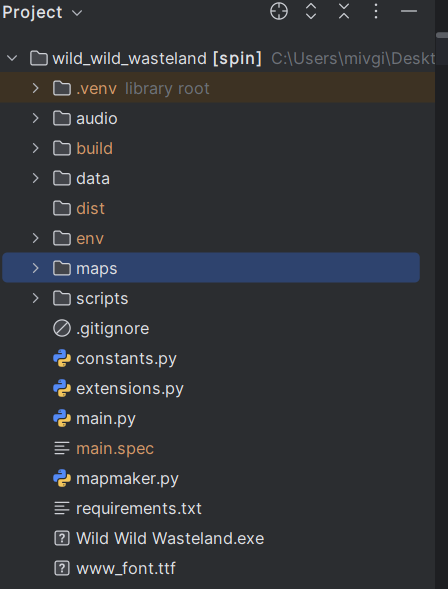 Project
wild_wild_wasteland [spin] C:\Users\mivgi\Deskt
.venv library root
audio
build
data
dist
env
maps
scripts
.gitignore
constants.py
extensions.py
main.py
main.spec
mapmaker.py
requirements.txt
Wild Wild Wasteland.exe
www_font.ttf